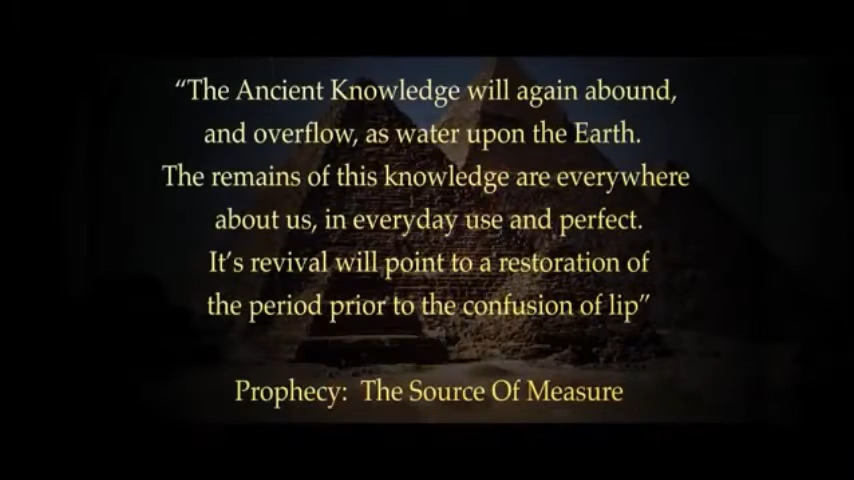 “The Ancient Knowledge will again abound,
and overflow, as water upon the Earth.
The remains of this knowledge are everywhere
about us, in everyday use and perfect.
It’s revival will point to a restoration of
the period prior to the confusion of lip”
Prophecy:  The Source Of Measure